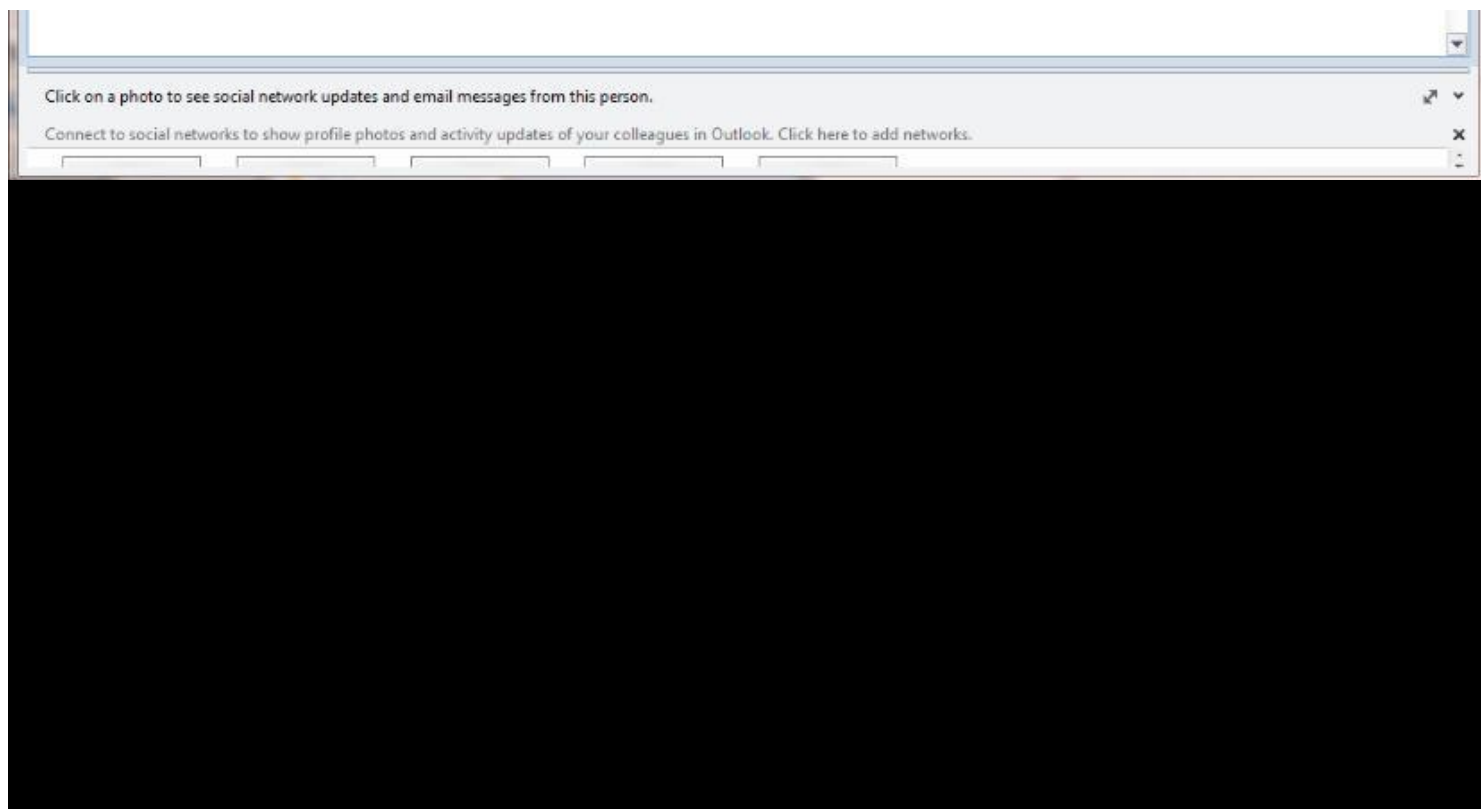 Click on a photo to see social network updates and email messages from this person.
Connect to social networks to show profile photos and activity updates of your colleagues in Outlook. Click here to add networks.